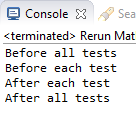 Console
Sea
<terminated> Rerun Mat
Before all tests
Before each test
After each test
After all tests